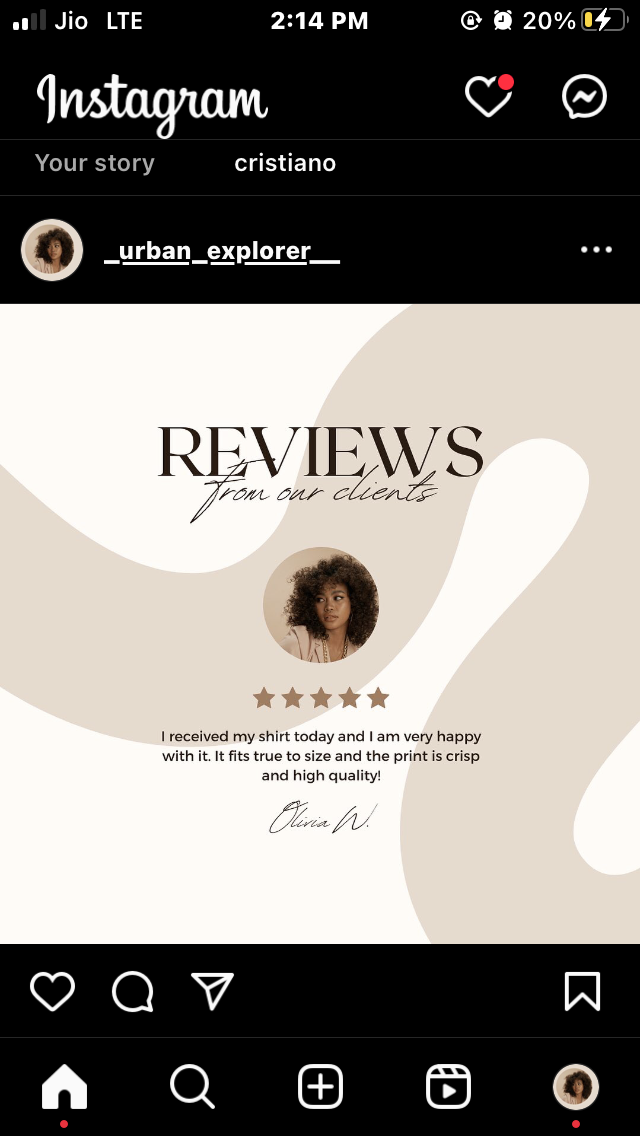 Jio LTE 2:14 PM 20%
Instagram
Your story cristiano
_urban_explorer__
REVIEWS
from our clients
I received my shirt today and I am very happy
with it. It fits true to size and the print is crisp
and high quality!
Olivia W.